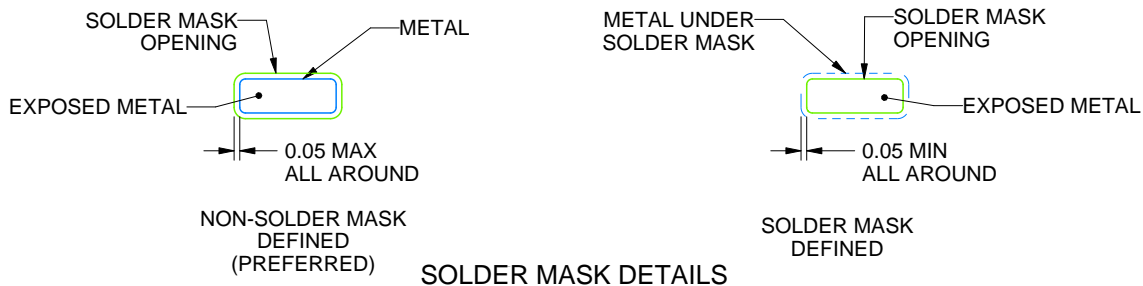 SOLDER MASK
OPENING
METAL
EXPOSED METAL
0.05 MAX
ALL AROUND
NON-SOLDER MASK
DEFINED
(PREFERRED)
METAL UNDER
SOLDER MASK
SOLDER MASK
OPENING
EXPOSED METAL
0.05 MIN
ALL AROUND
SOLDER MASK
DEFINED
SOLDER MASK DETAILS